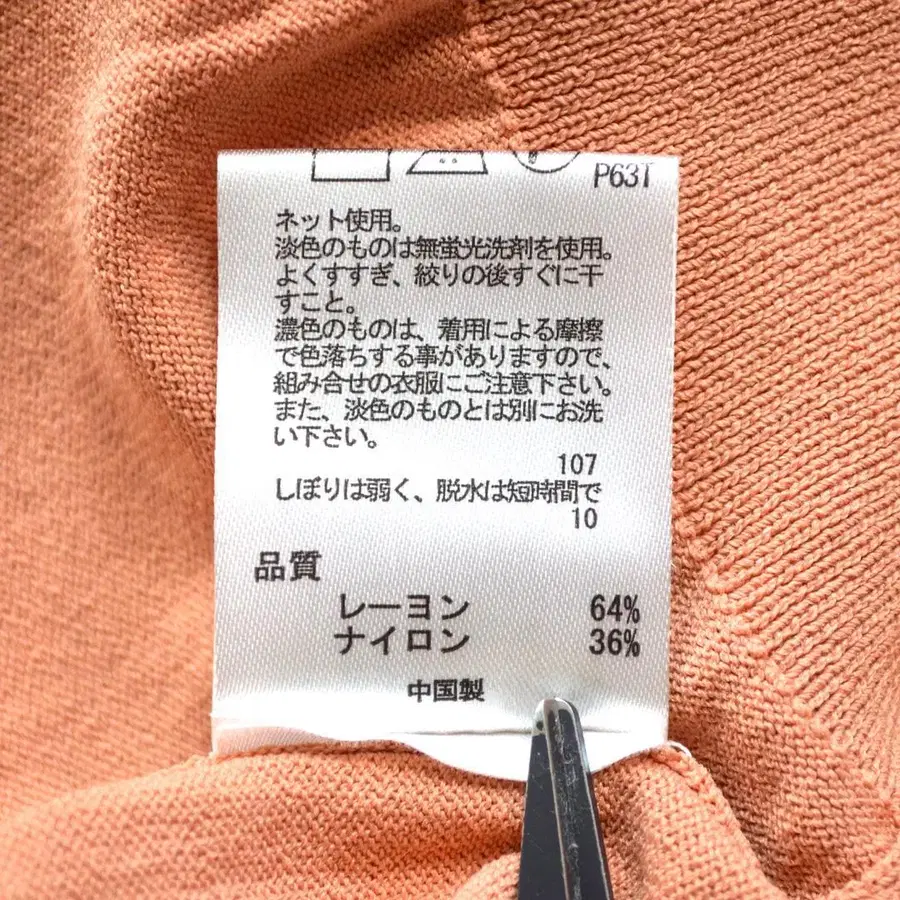 P63T
ネット使用。
淡色のものは無蛍光洗剤を使用。
よくすすぎ、絞りの後すぐに干
すこと。
濃色のものは、着用による摩擦
で色落ちする事がありますので、
組み合せの衣服にご注意下さい。
また、淡色のものとは別にお洗
い下さい。
107
しぼりは弱く、脱水は短時間で
10
品質
レーヨン 64%
ナイロン 36%
中国製